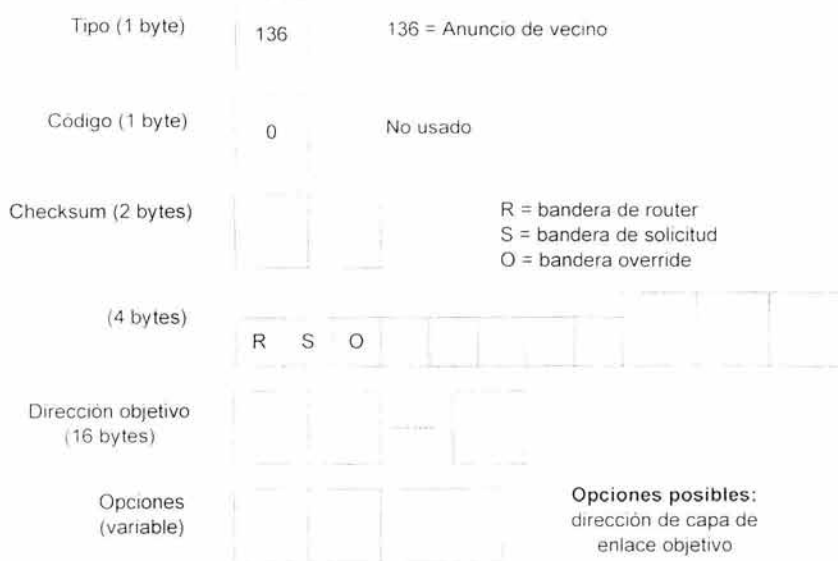 Tipo (1 byte)
136
136 = Anuncio de vecino
Código (1 byte)
0
No usado
Checksum (2 bytes)
R = bandera de router
S = bandera de solicitud
O = bandera override
(4 bytes)
R S O
Dirección objetivo
(16 bytes)
Opciones
(variable)
Opciones posibles:
dirección de capa de
enlace objetivo